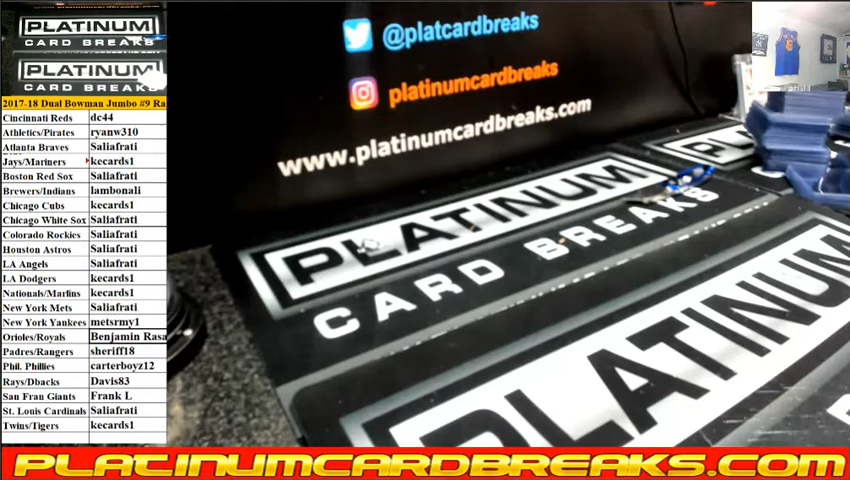 PLATINUM
CARD BREAKS
PLATINUM
CARD BREAKS
2017-18 Dual Bowman Jumbo #9 Ra
Cincinnati Reds dc44
Athletics/Pirates ryanw310
Atlanta Braves Saliafrati
Jays/Mariners kecards1
Boston Red Sox Saliafrati
Brewers/Indians lambonali
Chicago Cubs kecards1
Chicago White Sox Saliafrati
Colorado Rockies Saliafrati
Houston Astros Saliafrati
LA Angels Saliafrati
LA Dodgers kecards1
Nationals/Marlins kecards1
New York Mets Saliafrati
New York Yankees metsrmy1
Orioles/Royals Benjamin Rasa
Padres/Rangers sheriff18
Phil. Phillies carterboyz12
Rays/Dbacks Davis83
San Fran Giants Frank L
St. Louis Cardinals Saliafrati
Twins/Tigers kecards1
@platcardbreaks
platinumcardbreaks
www.platinumcardbreaks.com
PL
PLATINUM
CARD BREAKS
PLATINUM
PLATINUMCARDBREAKS.COM